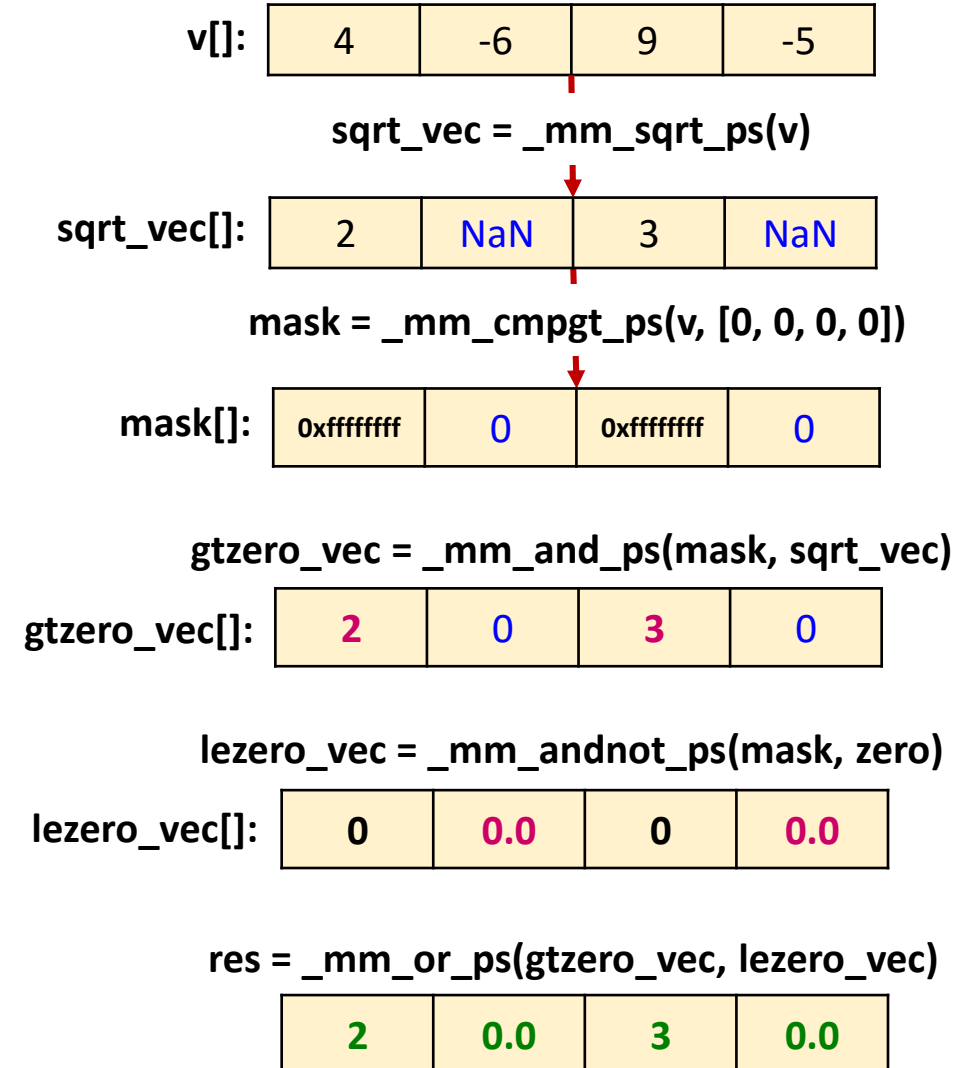 v[]: 4 -6 9 -5
sqrt_vec = _mm_sqrt_ps(v)
sqrt_vec[]: 2 NaN 3 NaN
mask = _mm_cmpgt_ps(v, [0, 0, 0, 0])
mask[]: 0xffffffff 0 0xffffffff 0
gtzero_vec = _mm_and_ps(mask, sqrt_vec)
gtzero_vec[]: 2 0 3 0
lezero_vec = _mm_andnot_ps(mask, zero)
lezero_vec[]: 0 0.0 0 0.0
res = _mm_or_ps(gtzero_vec, lezero_vec)
2 0.0 3 0.0